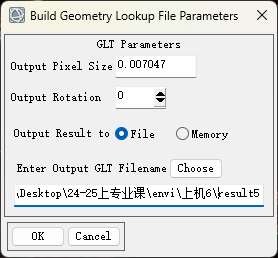 Build Geometry Lookup File Parameters
GLT Parameters
Output Pixel Size 0.007047
Output Rotation 0
Output Result to File Memory
Enter Output GLT Filename Choose
\Desktop\24-25上专业课\envi\上机6\result5
OK Cancel